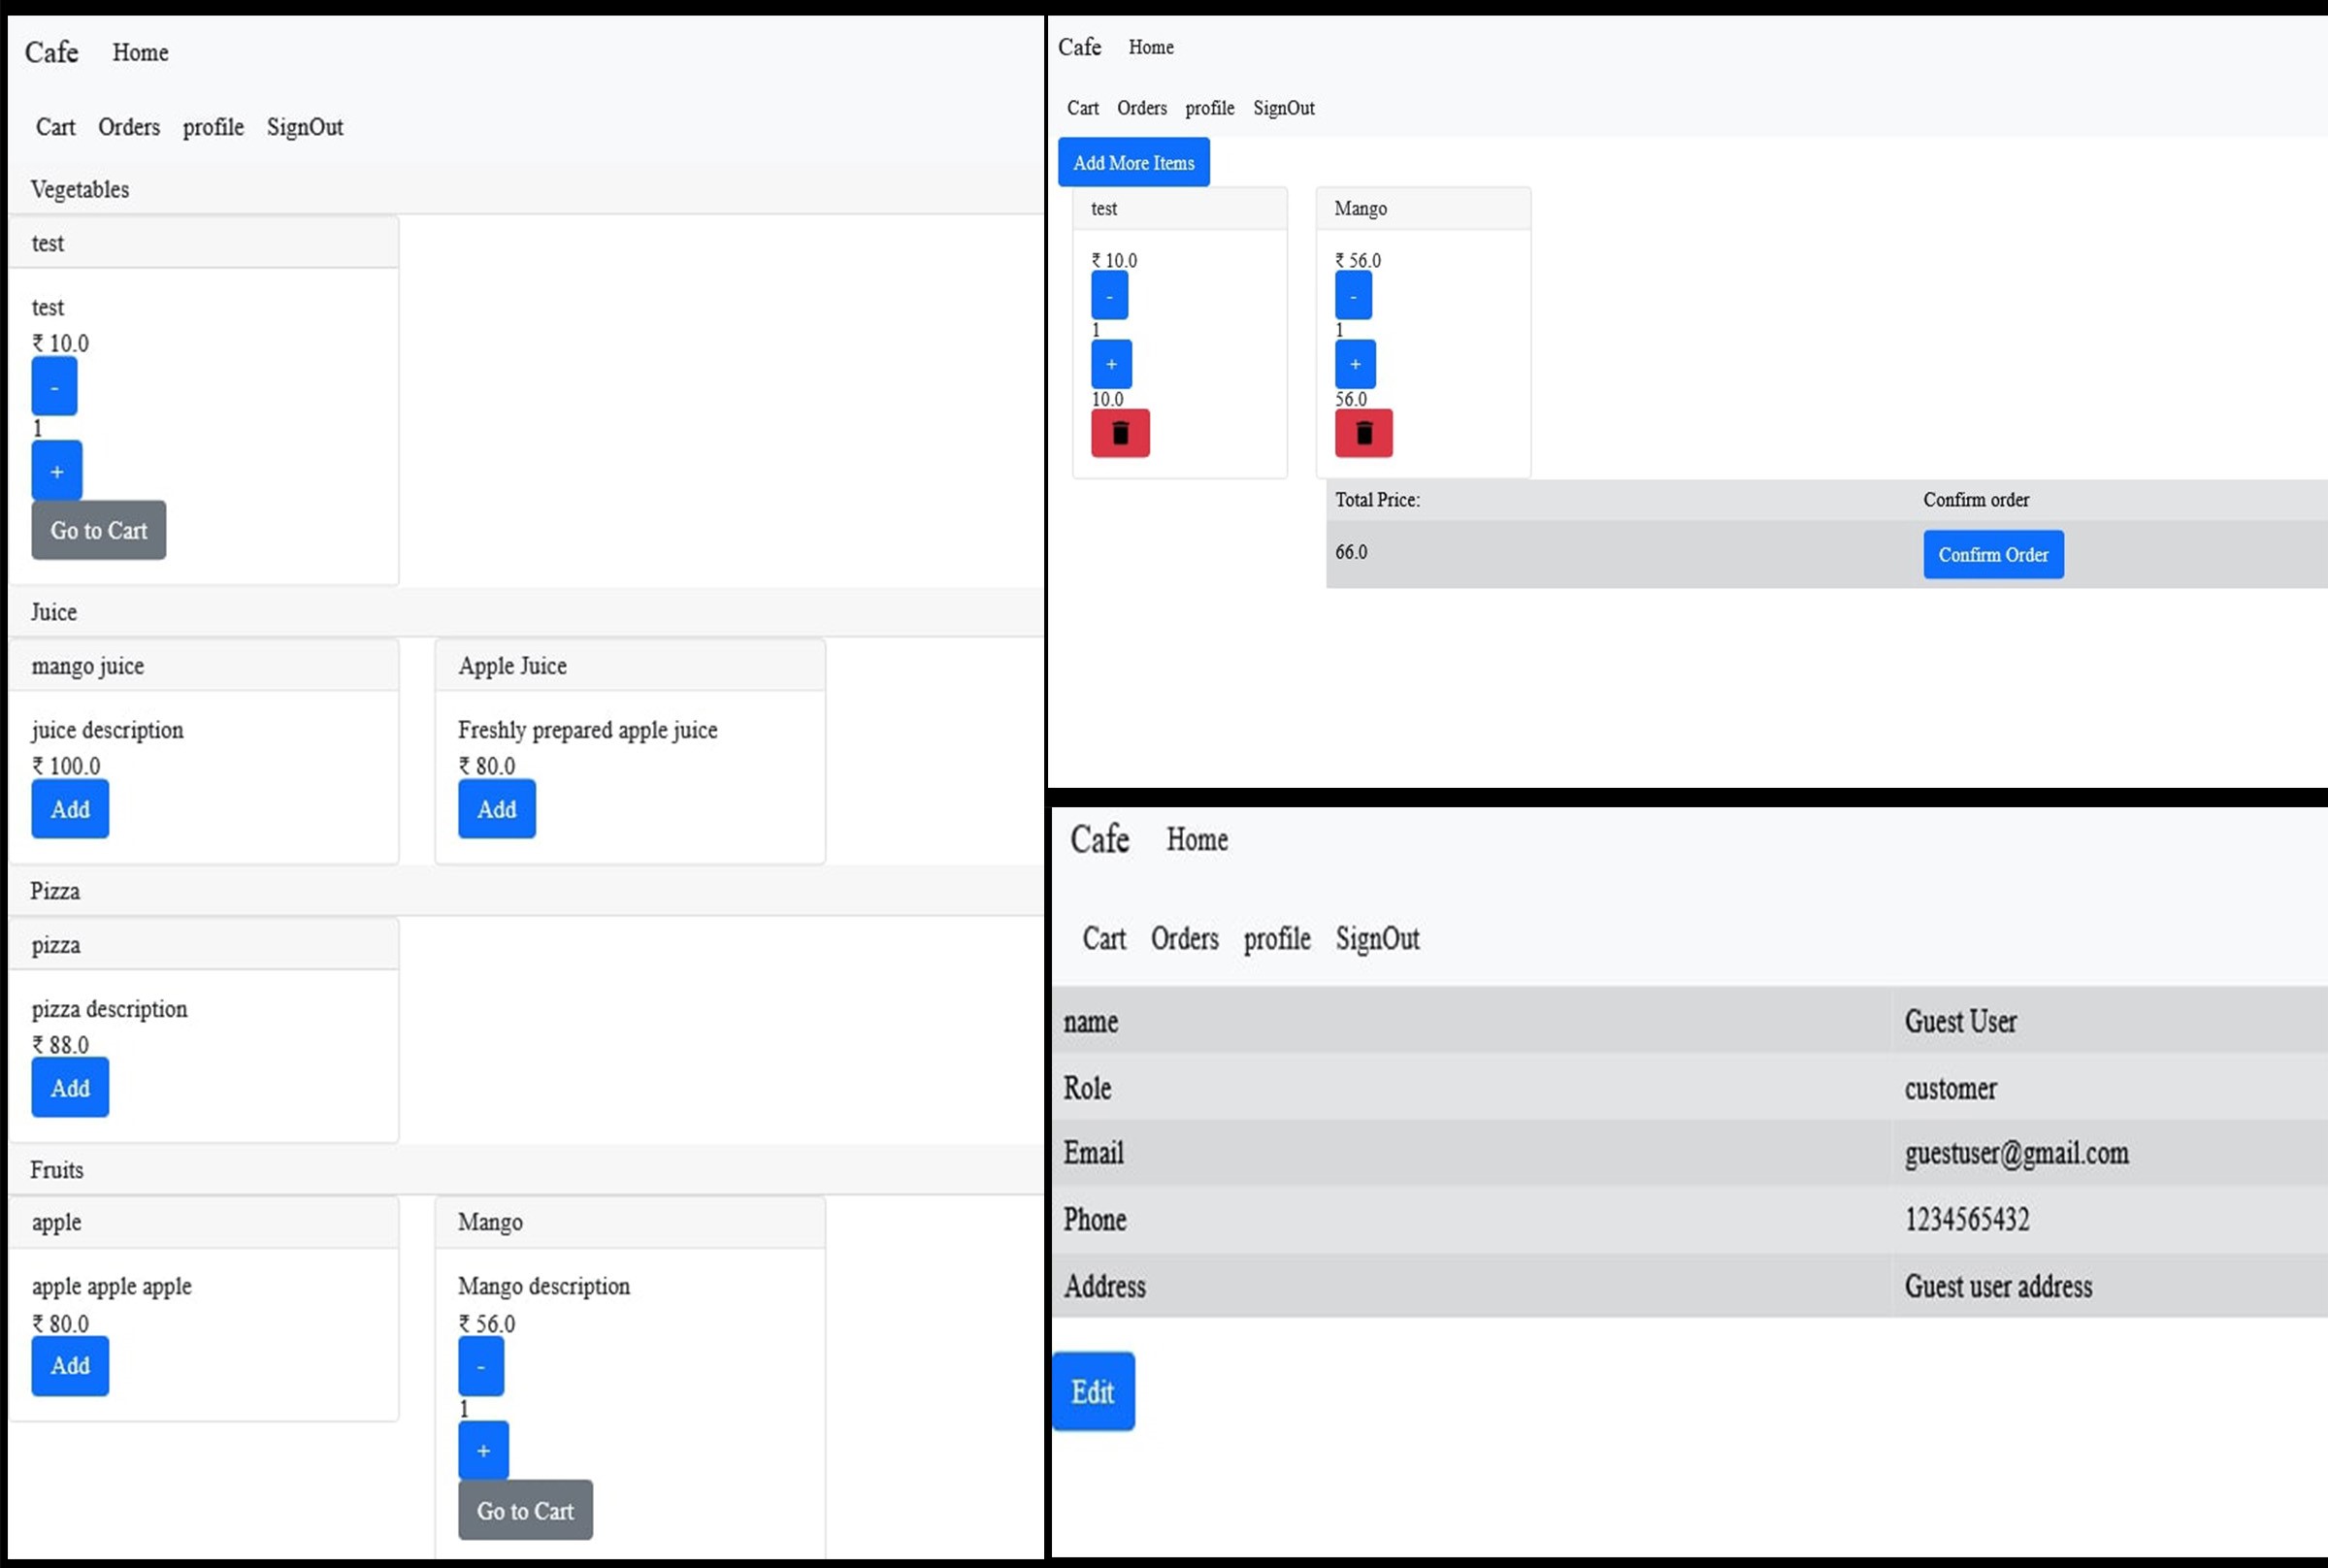 Cafe Home
Cart Orders profile SignOut
Vegetables
test
test
₹ 10.0
-
1
+
Go to Cart
Juice
mango juice
juice description
₹ 100.0
Add
Apple Juice
Freshly prepared apple juice
₹ 80.0
Add
Pizza
pizza
pizza description
₹ 88.0
Add
Fruits
apple
apple apple apple
₹ 80.0
Add
Mango
Mango description
₹ 56.0
-
1
+
Go to Cart
Cafe Home
Cart Orders profile SignOut
Add More Items
test
₹ 10.0
-
1
+
10.0
Mango
₹ 56.0
-
1
+
56.0
Total Price: Confirm order
66.0 Confirm Order
Cafe Home
Cart Orders profile SignOut
name Guest User
Role customer
Email guestuser@gmail.com
Phone 1234565432
Address Guest user address
Edit